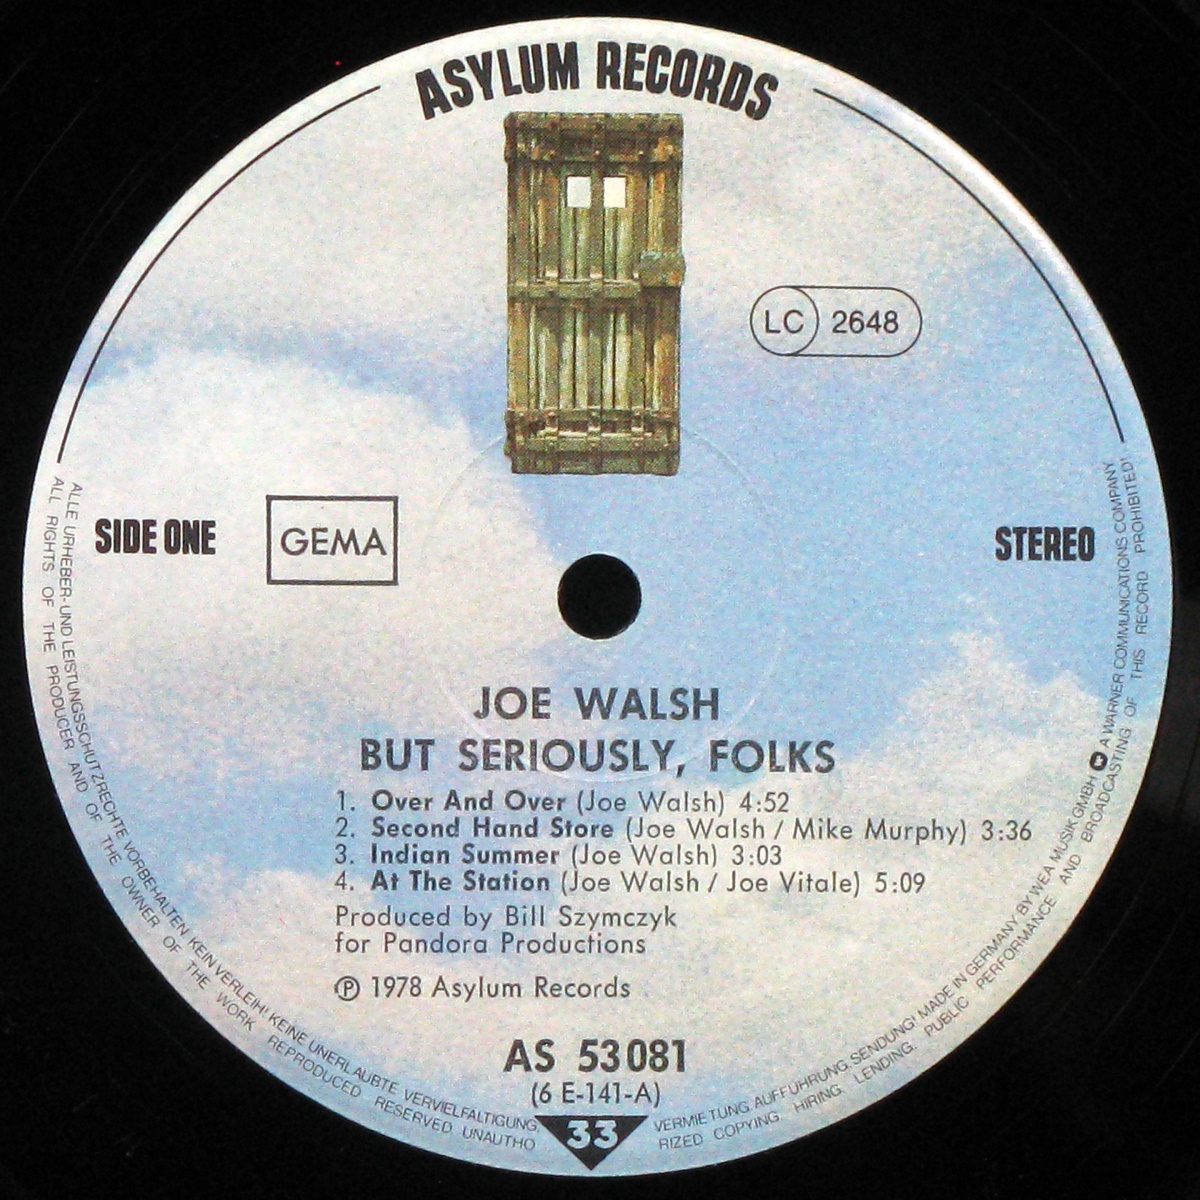 ASYLUM RECORDS
LC 2648
SIDE ONE
GEMA
STEREO
JOE WALSH
BUT SERIOUSLY, FOLKS
1. Over And Over (Joe Walsh) 4:52
2. Second Hand Store (Joe Walsh / Mike Murphy) 3:36
3. Indian Summer (Joe Walsh) 3:03
4. At The Station (Joe Walsh / Joe Vitale) 5:09
Produced by Bill Szymczyk
for Pandora Productions
℗ 1978 Asylum Records
AS 53 081
(6 E-141-A)
33
ALLE URHEBER- UND LEISTUNGSSCHUTZRECHTE VORBEHALTEN KEIN VERLEIH! KEINE UNERLAUBTE VERVIELFÄLTIGUNG, VERMIETUNG, AUFFÜHRUNG, SENDUNG! MADE IN GERMANY BY WEA MUSIK GMBH A WARNER COMMUNICATIONS COMPANY
ALL RIGHTS OF THE PRODUCER AND OF THE OWNER OF THE WORK REPRODUCED RESERVED UNAUTHORIZED COPYING, HIRING, LENDING, PUBLIC PERFORMANCE AND BROADCASTING OF THIS RECORD PROHIBITED!